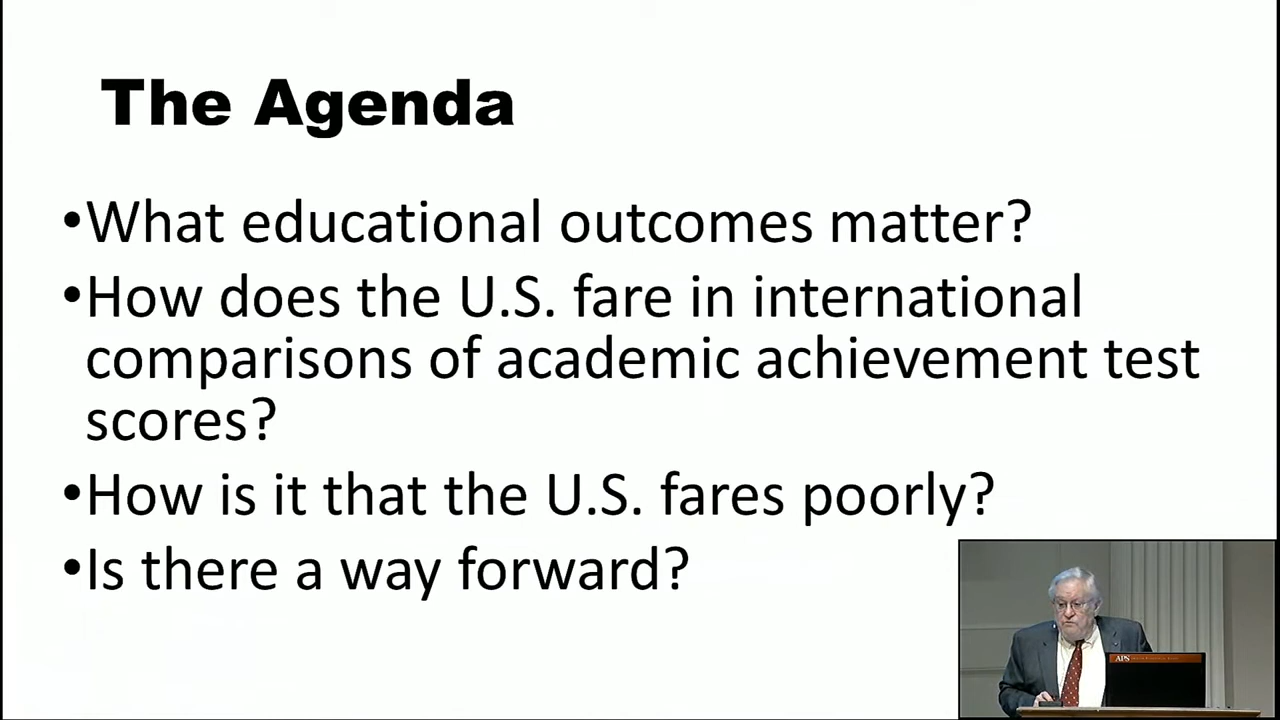 The Agenda
•What educational outcomes matter?
•How does the U.S. fare in international
comparisons of academic achievement test
scores?
•How is it that the U.S. fares poorly?
•Is there a way forward?
APS